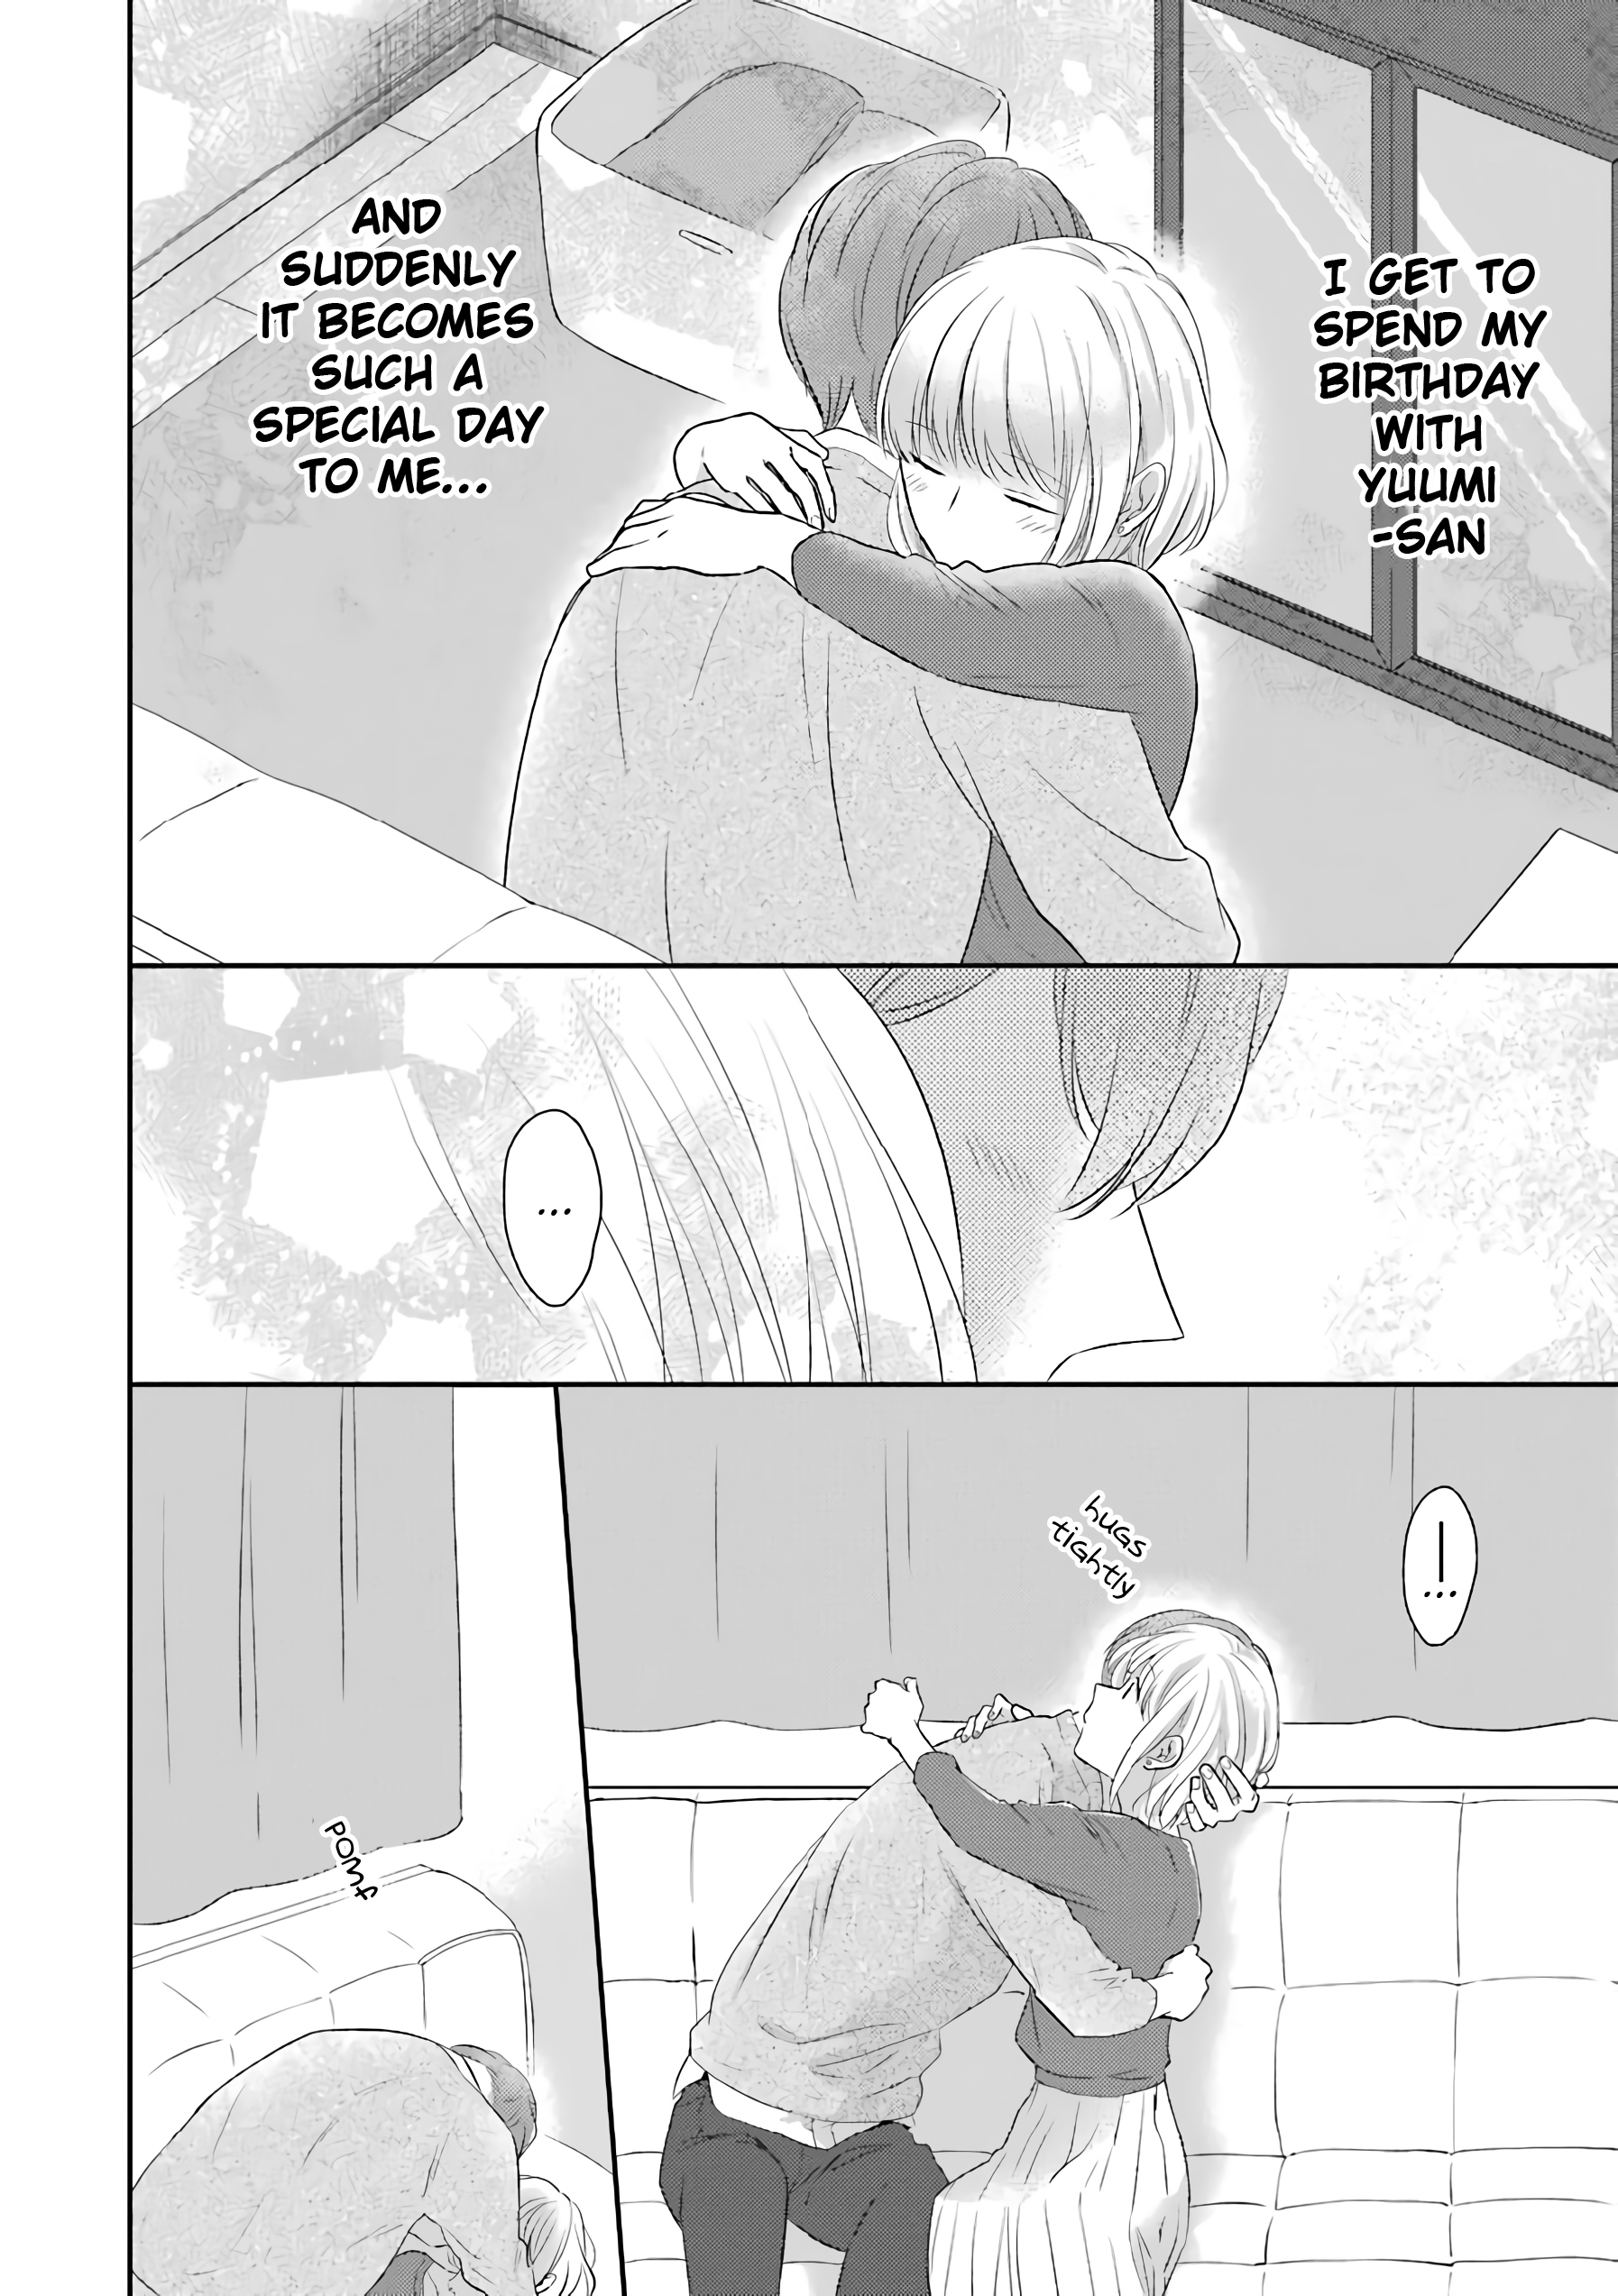 I GET TO
SPEND MY
BIRTHDAY
WITH
YUUMI
-SAN
AND
SUDDENLY
IT BECOMES
SUCH A
SPECIAL DAY
TO ME...
...
—...
hugs
tightly
pomf